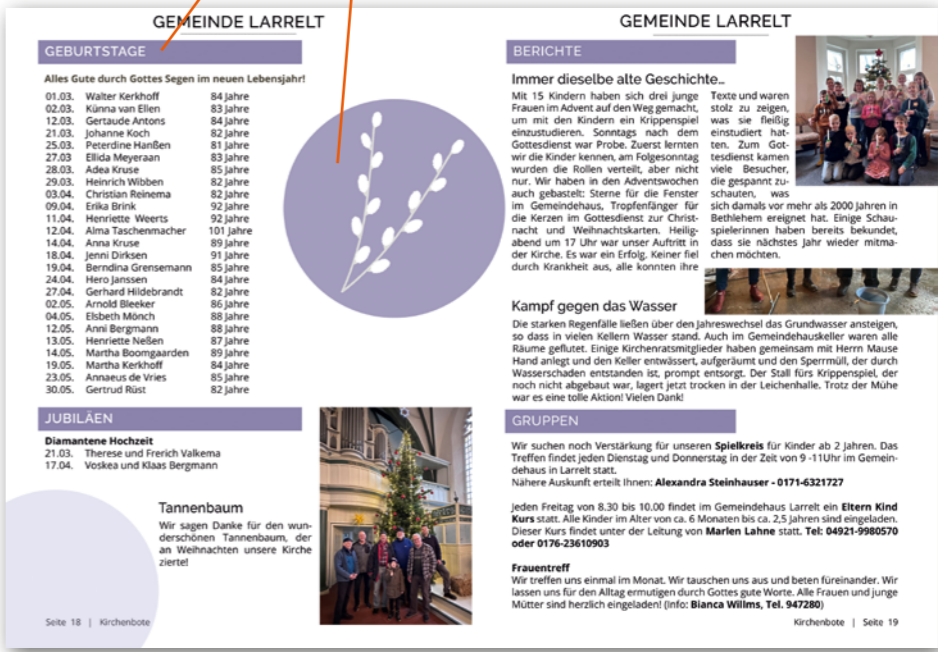 GEMEINDE LARRELT
GEBURTSTAGE
Alles Gute durch Gottes Segen im neuen Lebensjahr!
01.03. Walter Kerkhoff 84 Jahre
02.03. Künna van Ellen 83 Jahre
12.03. Gertaude Antons 84 Jahre
21.03. Johanne Koch 82 Jahre
25.03. Peterdine Hanßen 81 Jahre
27.03 Ellida Meyeraan 83 Jahre
28.03. Adea Kruse 85 Jahre
29.03. Heinrich Wibben 82 Jahre
03.04. Christian Reinema 82 Jahre
09.04. Erika Brink 92 Jahre
11.04. Henriette Weerts 92 Jahre
12.04. Alma Taschenmacher 101 Jahre
14.04. Anna Kruse 89 Jahre
18.04. Jenni Dirksen 91 Jahre
19.04. Berndina Grensemann 85 Jahre
24.04. Hero Janssen 84 Jahre
27.04. Gerhard Hildebrandt 82 Jahre
02.05. Arnold Bleeker 86 Jahre
04.05. Elsbeth Mönch 88 Jahre
12.05. Anni Bergmann 88 Jahre
13.05. Henriette Neßen 87 Jahre
14.05. Martha Boomgaarden 89 Jahre
19.05. Martha Kerkhoff 84 Jahre
23.05. Annaeus de Vries 85 Jahre
30.05. Gertrud Rüst 82 Jahre
JUBILÄEN
Diamantene Hochzeit
21.03. Therese und Frerich Valkema
17.04. Voskea und Klaas Bergmann
Tannenbaum
Wir sagen Danke für den wun-
derschönen Tannenbaum, der
an Weihnachten unsere Kirche
zierte!
Seite 18 | Kirchenbote
GEMEINDE LARRELT
BERICHTE
Immer dieselbe alte Geschichte...
Mit 15 Kindern haben sich drei junge
Frauen im Advent auf den Weg gemacht,
um mit den Kindern ein Krippenspiel
einzustudieren. Sonntags nach dem
Gottesdienst war Probe. Zuerst lernten
wir die Kinder kennen, am Folgesonntag
wurden die Rollen verteilt, aber nicht
nur. Wir haben in den Adventswochen
auch gebastelt: Sterne für die Fenster
im Gemeindehaus, Tropfenfänger für
die Kerzen im Gottesdienst zur Christ-
nacht und Weihnachtskarten. Heilig-
abend um 17 Uhr war unser Auftritt in
der Kirche. Es war ein Erfolg. Keiner fiel
durch Krankheit aus, alle konnten ihre
Texte und waren
stolz zu zeigen,
was sie fleißig
einstudiert hat-
ten. Zum Got-
tesdienst kamen
viele Besucher,
die gespannt zu-
schauten, was
sich damals vor mehr als 2000 Jahren in
Bethlehem ereignet hat. Einige Schau-
spielerinnen haben bereits bekundet,
dass sie nächstes Jahr wieder mitma-
chen möchten.
Kampf gegen das Wasser
Die starken Regenfälle ließen über den Jahreswechsel das Grundwasser ansteigen,
so dass in vielen Kellern Wasser stand. Auch im Gemeindehauskeller waren alle
Räume geflutet. Einige Kirchenratsmitglieder haben gemeinsam mit Herrn Mause
Hand anlegt und den Keller entwässert, aufgeräumt und den Sperrmüll, der durch
Wasserschaden entstanden ist, prompt entsorgt. Der Stall fürs Krippenspiel, der
noch nicht abgebaut war, lagert jetzt trocken in der Leichenhalle. Trotz der Mühe
war es eine tolle Aktion! Vielen Dank!
GRUPPEN
Wir suchen noch Verstärkung für unseren Spielkreis für Kinder ab 2 Jahren. Das
Treffen findet jeden Dienstag und Donnerstag in der Zeit von 9 -11Uhr im Gemein-
dehaus in Larrelt statt.
Nähere Auskunft erteilt Ihnen: Alexandra Steinhauser - 0171-6321727
Jeden Freitag von 8.30 bis 10.00 findet im Gemeindehaus Larrelt ein Eltern Kind
Kurs statt. Alle Kinder im Alter von ca. 6 Monaten bis ca. 2,5 Jahren sind eingeladen.
Dieser Kurs findet unter der Leitung von Marlen Lahne statt. Tel: 04921-9980570
oder 0176-23610903
Frauentreff
Wir treffen uns einmal im Monat. Wir tauschen uns aus und beten füreinander. Wir
lassen uns für den Alltag ermutigen durch Gottes gute Worte. Alle Frauen und junge
Mütter sind herzlich eingeladen! (Info: Bianca Willms, Tel. 947280)
Kirchenbote | Seite 19